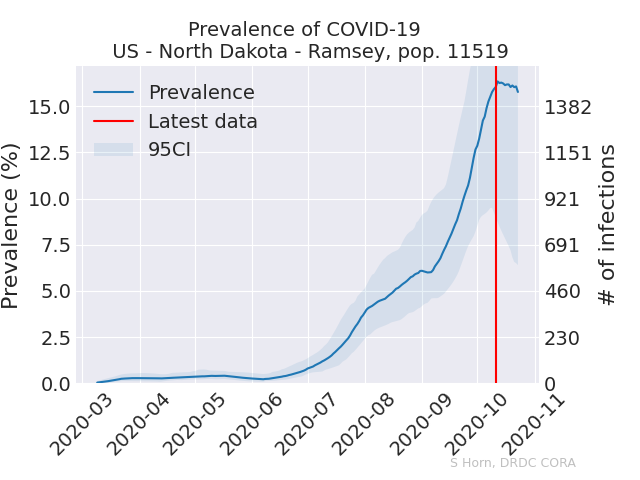 Prevalence of COVID-19
US - North Dakota - Ramsey, pop. 11519
Prevalence
Latest data
95CI
Prevalence (%)
15.0
12.5
10.0
7.5
5.0
2.5
0.0
1382
1151
921
691
460
230
0
# of infections
2020-03
2020-04
2020-05
2020-06
2020-07
2020-08
2020-09
2020-10
2020-11
S Horn, DRDC CORA